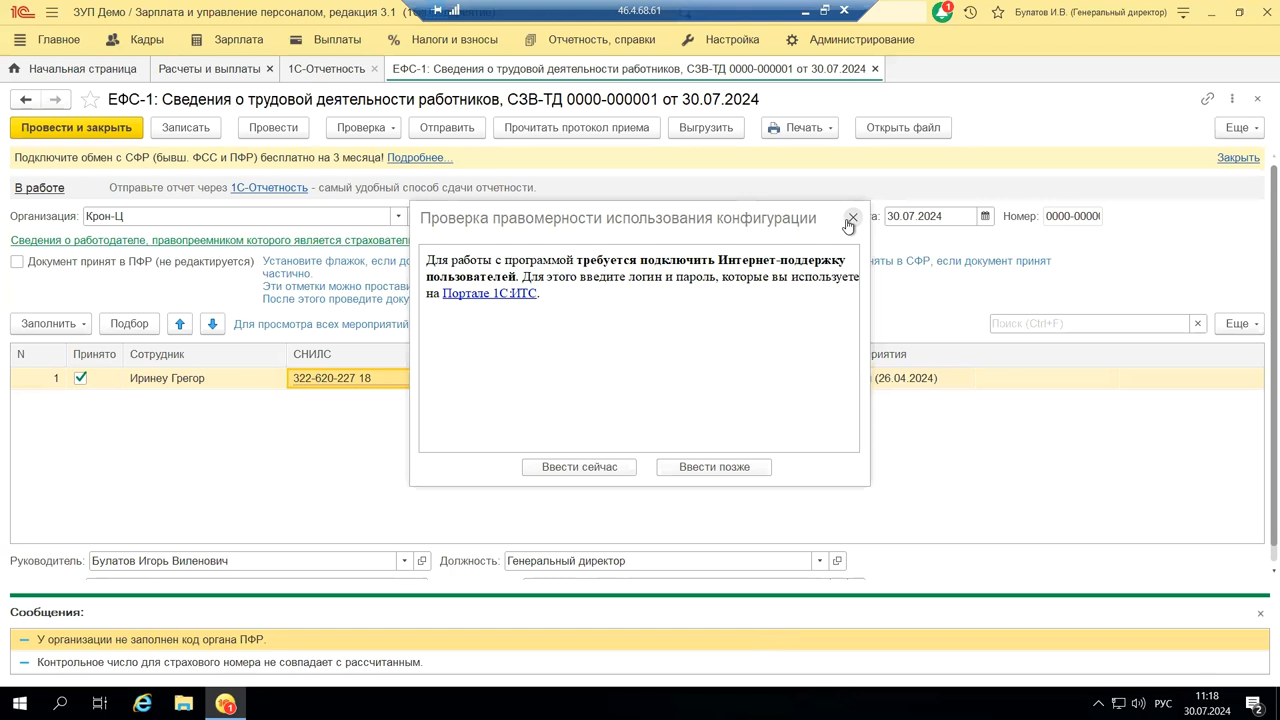 ЗУП Демо / Зарплата и управление персоналом, редакция 3.1 (1С
46.4.68.61
1
Булатов И.В. (Генеральный директор)
Главное
Кадры
Зарплата
Выплаты
Налоги и взносы
Отчетность, справки
Настройка
Администрирование
Начальная страница
Расчеты и выплаты
1С-Отчетность
ЕФС-1: Сведения о трудовой деятельности работников, СЗВ-ТД 0000-000001 от 30.07.2024
ЕФС-1: Сведения о трудовой деятельности работников, СЗВ-ТД 0000-000001 от 30.07.2024
Провести и закрыть
Записать
Провести
Проверка
Отправить
Прочитать протокол приема
Выгрузить
Печать
Открыть файл
Еще
Подключите обмен с СФР (бывш. ФСС и ПФР) бесплатно на 3 месяца! Подробнее...
Закрыть
В работе
Отправьте отчет через 1С-Отчетность - самый удобный способ сдачи отчетности.
Организация:
Крон-Ц
а:
30.07.2024
Номер:
0000-00000
Проверка правомерности использования конфигурации
Сведения о работодателе, правопреемником которого является страховател
Документ принят в ПФР (не редактируется)
Установите флажок, если до
няты в СФР, если документ принят
частично.
Эти отметки можно простави
После этого проведите доку
Для работы с программой требуется подключить Интернет-поддержку
пользователей. Для этого введите логин и пароль, которые вы используете
на Портале 1С:ИТС.
Ввести сейчас
Ввести позже
Заполнить
Подбор
Для просмотра всех мероприятий
Поиск (Ctrl+F)
Еще
N
Принято
Сотрудник
СНИЛС
риятия
1
Иринеу Грегор
322-620-227 18
(26.04.2024)
Руководитель:
Булатов Игорь Виленович
Должность:
Генеральный директор
Сообщения:
У организации не заполнен код органа ПФР.
Контрольное число для страхового номера не совпадает с рассчитанным.
1
РУС
11:18
30.07.2024
2